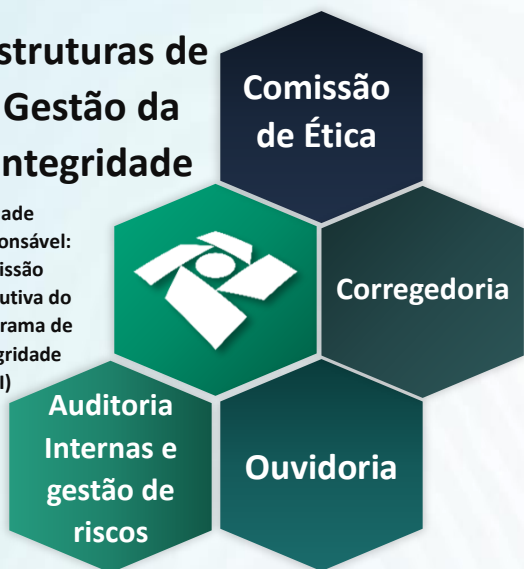 struturas de
Gestão da
ntegridade
ade
onsável:
issão
utiva do
rama de
gridade
I)
Comissão
de Ética
Corregedoria
Auditoria
Internas e
gestão de
riscos
Ouvidoria